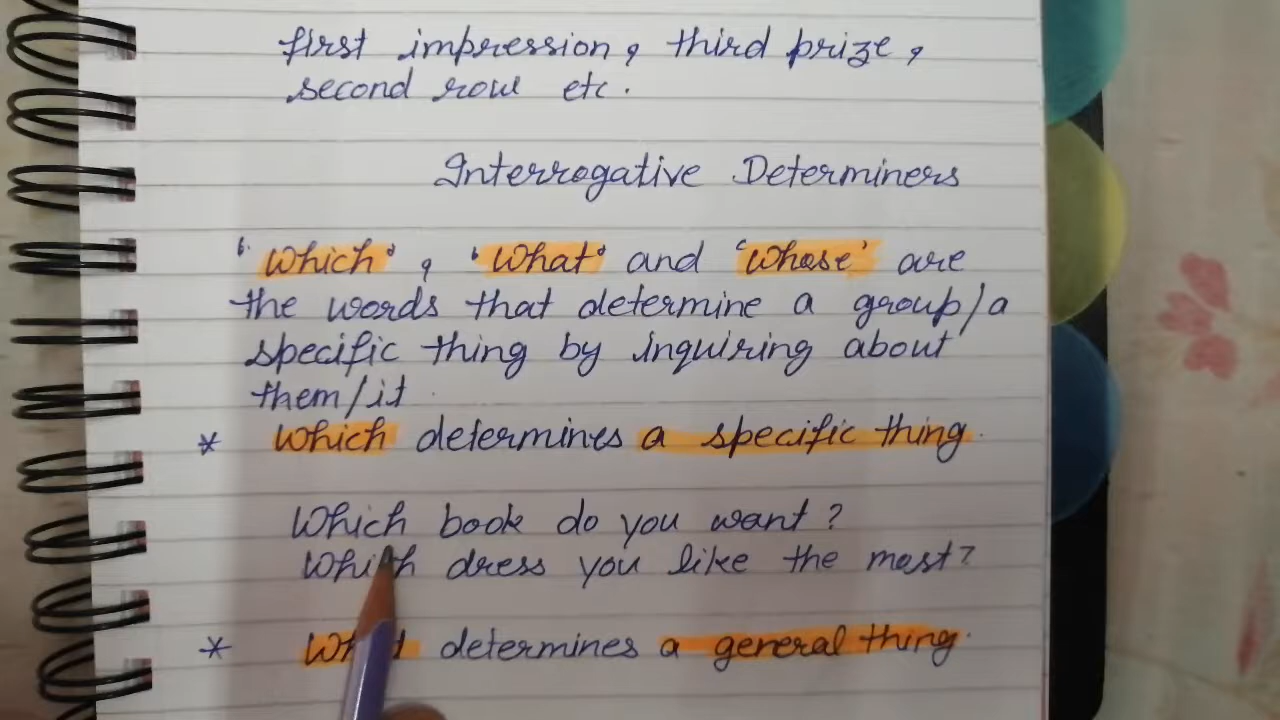 first impression, third prize,
second row etc.
Interrogative Determiners
'Which', 'What' and 'Whose' are
the words that determine a group/a
specific thing by inquiring about
them/it
* Which determines a specific thing.
Which book do you want?
Which dress you like the most?
* What determines a general thing.